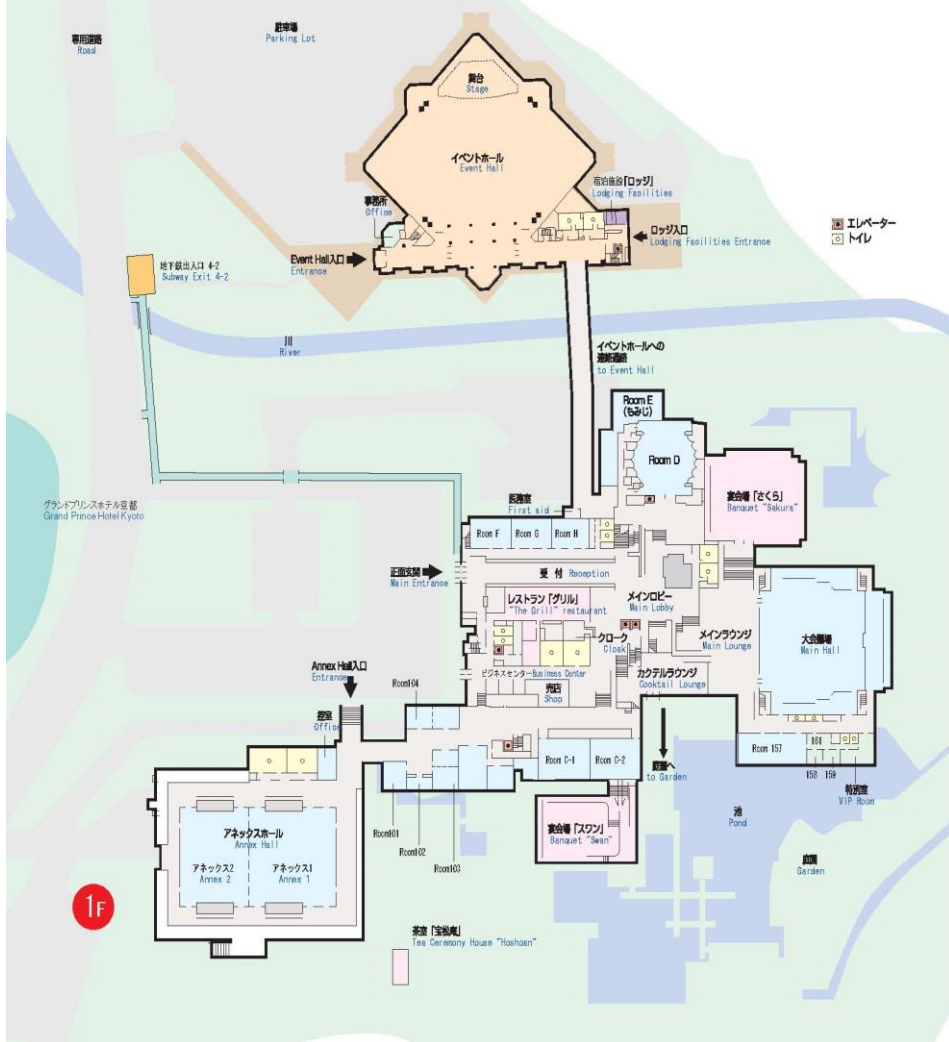 専用道路
Road
駐車場
Parking Lot
舞台
Stage
イベントホール
Event Hall
宿泊施設「ロッジ」
Lodging Facilities
事務所
Office
ロッジ入口
Lodging Facilities Entrance
エレベーター
トイレ
Event Hall入口
Entrance
地下鉄出入口 4-2
Subway Exit 4-2
川
River
イベントホールへの
連絡通路
to Event Hall
Room E
(もみじ)
Room D
宴会場「さくら」
Banquet "Sakura"
グランドプリンスホテル京都
Grand Prince Hotel Kyoto
医務室
First aid
Room F
Room G
Room H
正面玄関
Main Entrance
受付 Reception
レストラン「グリル」
"The Grill" restaurant
メインロビー
Main Lobby
クローク
Cloak
メインラウンジ
Main Lounge
大会議場
Main Hall
ビジネスセンター Business Center
カクテルラウンジ
Cocktail Lounge
売店
Shop
Annex Hall入口
Entrance
Room104
控室
Office
Room C-1
Room C-2
庭園へ
to Garden
Room 157
161
158
159
特別室
VIP Room
池
Pond
庭園
Garden
宴会場「スワン」
Banquet "Swan"
Room101
Room102
Room103
アネックスホール
Annex Hall
アネックス2
Annex 2
アネックス1
Annex 1
1F
茶室「宝松庵」
Tea Ceremony House "Hoshoan"